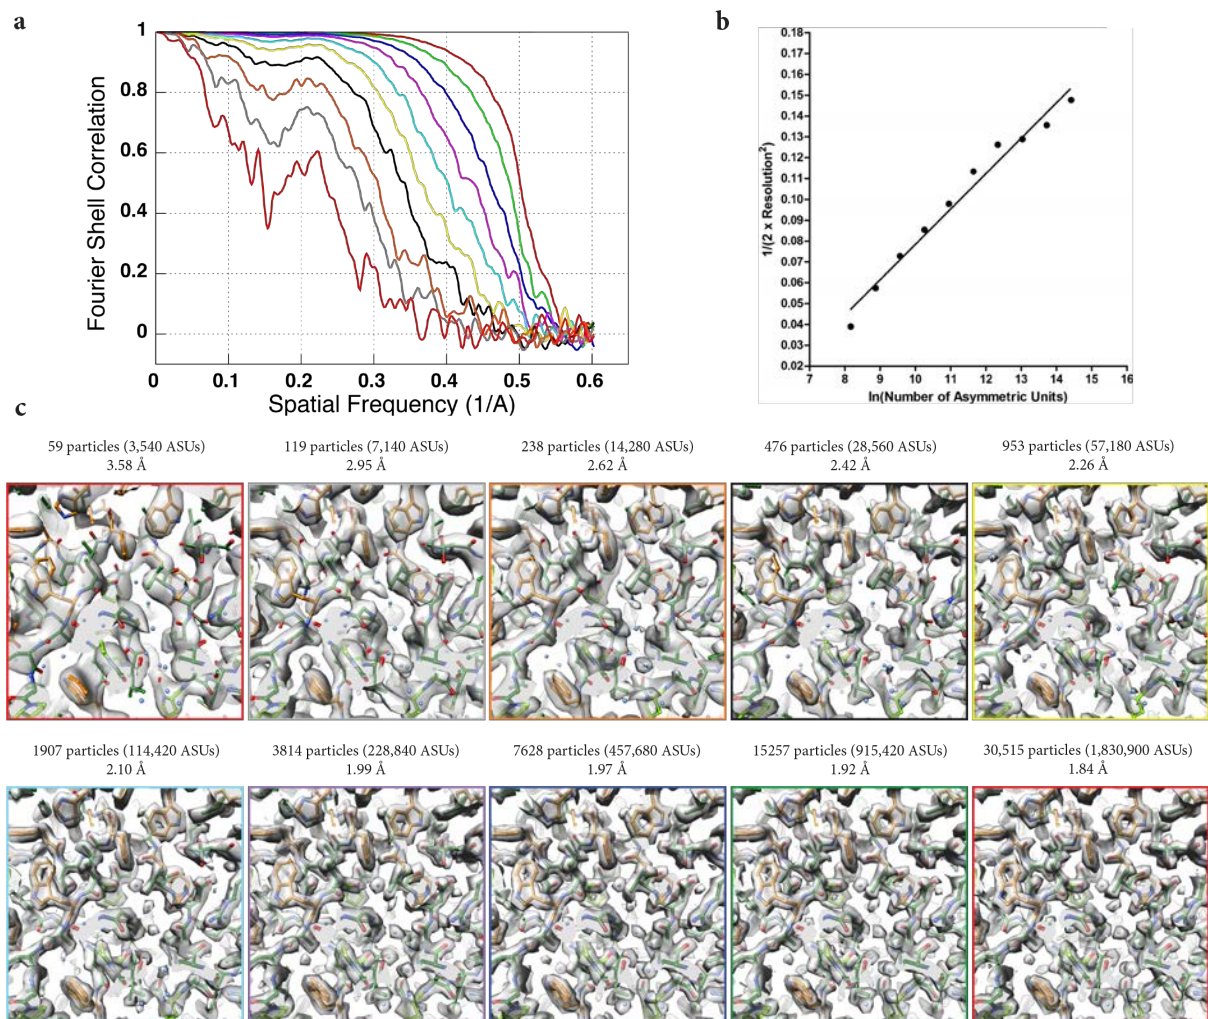 a
1
0.8
0.6
0.4
0.2
0
Fourier Shell Correlation
0 0.1 0.2 0.3 0.4 0.5 0.6
Spatial Frequency (1/A)
b
0.18
0.17
0.16
0.15
0.14
0.13
0.12
0.11
0.10
0.09
0.08
0.07
0.06
0.05
0.04
0.03
0.02
1/(2 x Resolution²)
7 8 9 10 11 12 13 14 15 16
ln(Number of Asymmetric Units)
c
59 particles (3,540 ASUs)
3.58 Å
119 particles (7,140 ASUs)
2.95 Å
238 particles (14,280 ASUs)
2.62 Å
476 particles (28,560 ASUs)
2.42 Å
953 particles (57,180 ASUs)
2.26 Å
1907 particles (114,420 ASUs)
2.10 Å
3814 particles (228,840 ASUs)
1.99 Å
7628 particles (457,680 ASUs)
1.97 Å
15257 particles (915,420 ASUs)
1.92 Å
30,515 particles (1,830,900 ASUs)
1.84 Å